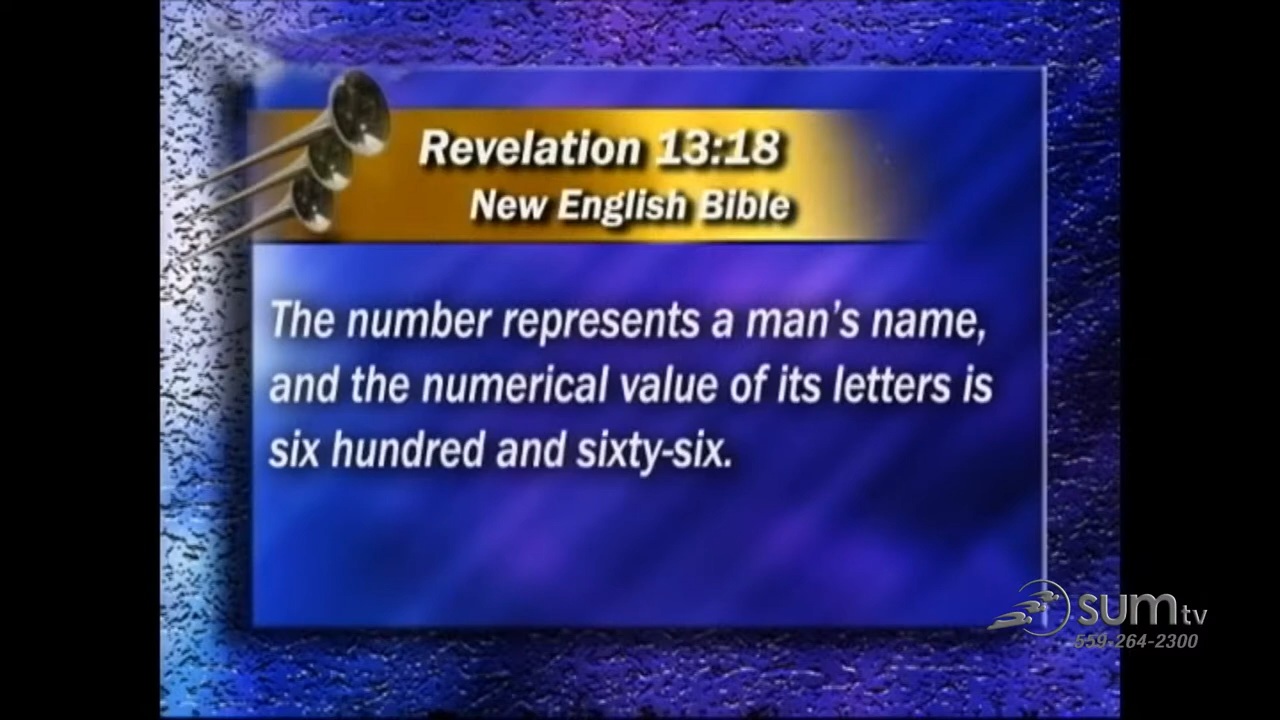 Revelation 13:18
New English Bible
The number represents a man's name,
and the numerical value of its letters is
six hundred and sixty-six.
sumtv
559-264-2300